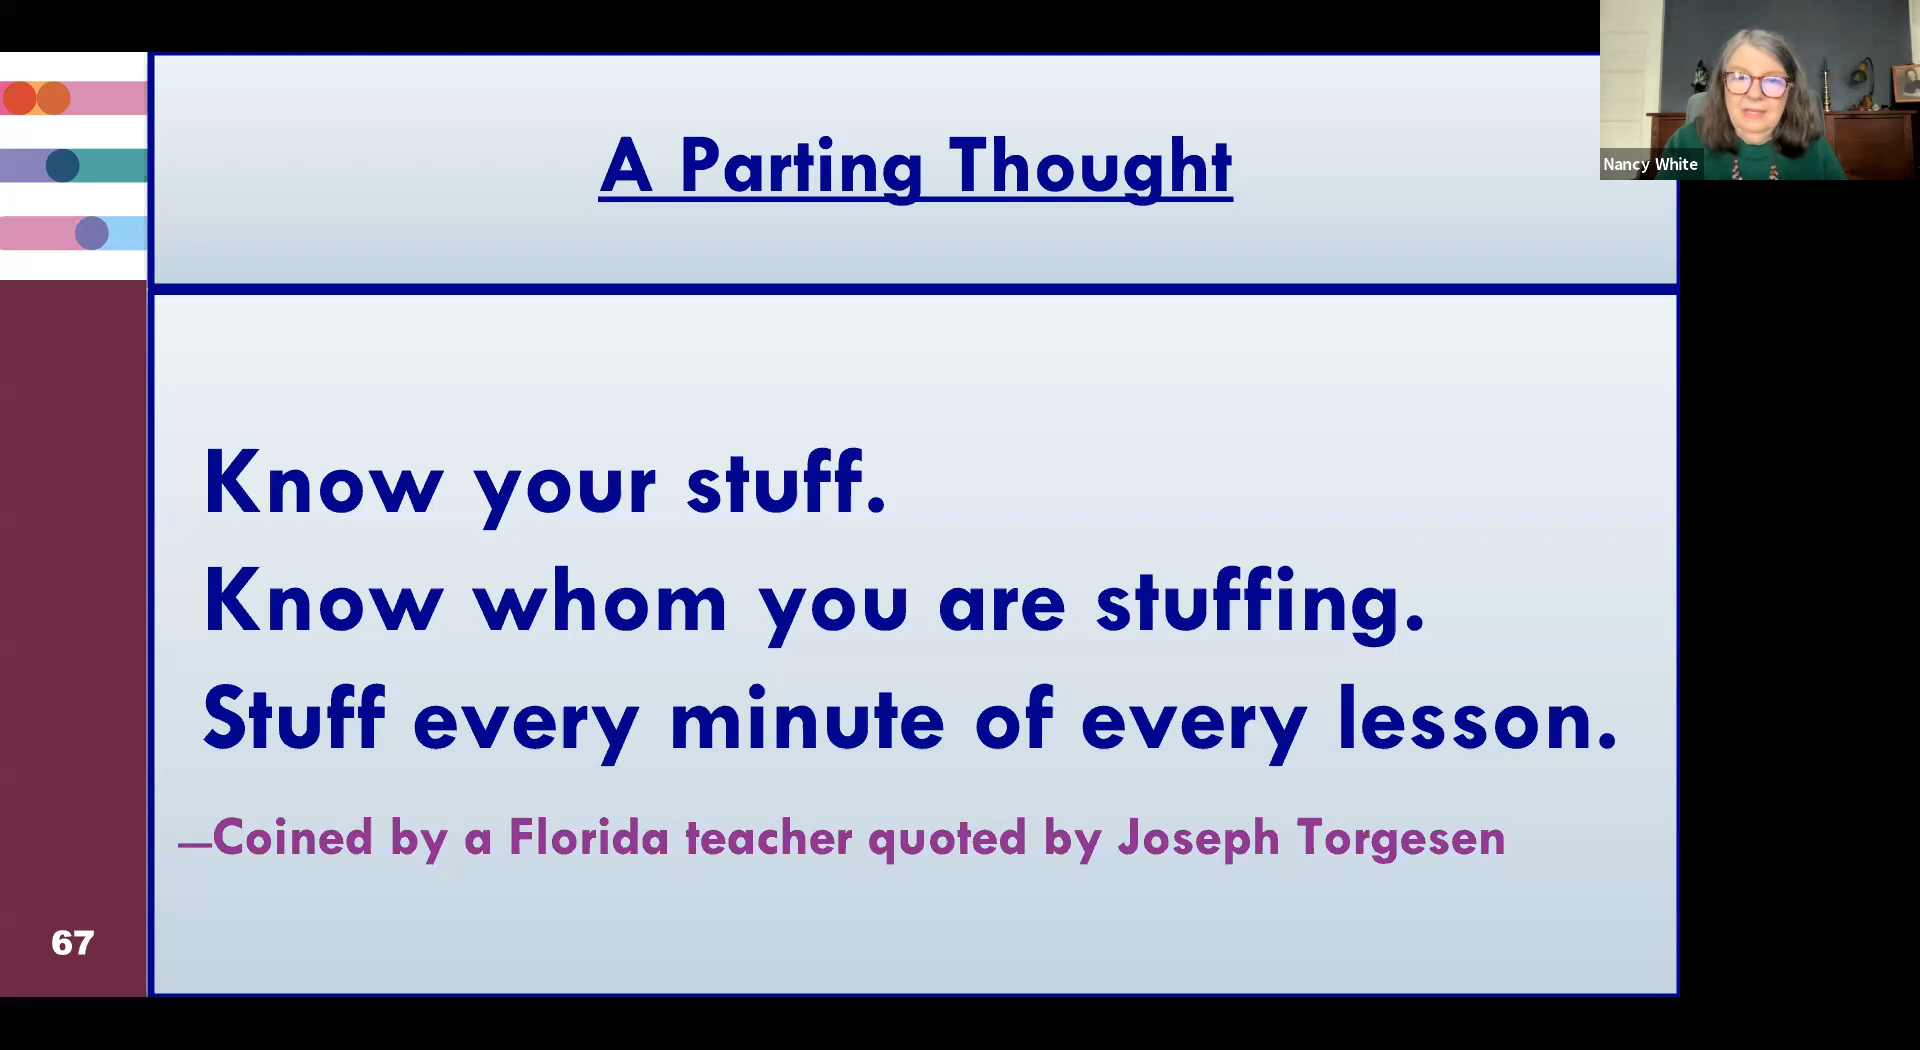 A Parting Thought
Nancy White
Know your stuff.
Know whom you are stuffing.
Stuff every minute of every lesson.
—Coined by a Florida teacher quoted by Joseph Torgesen
67